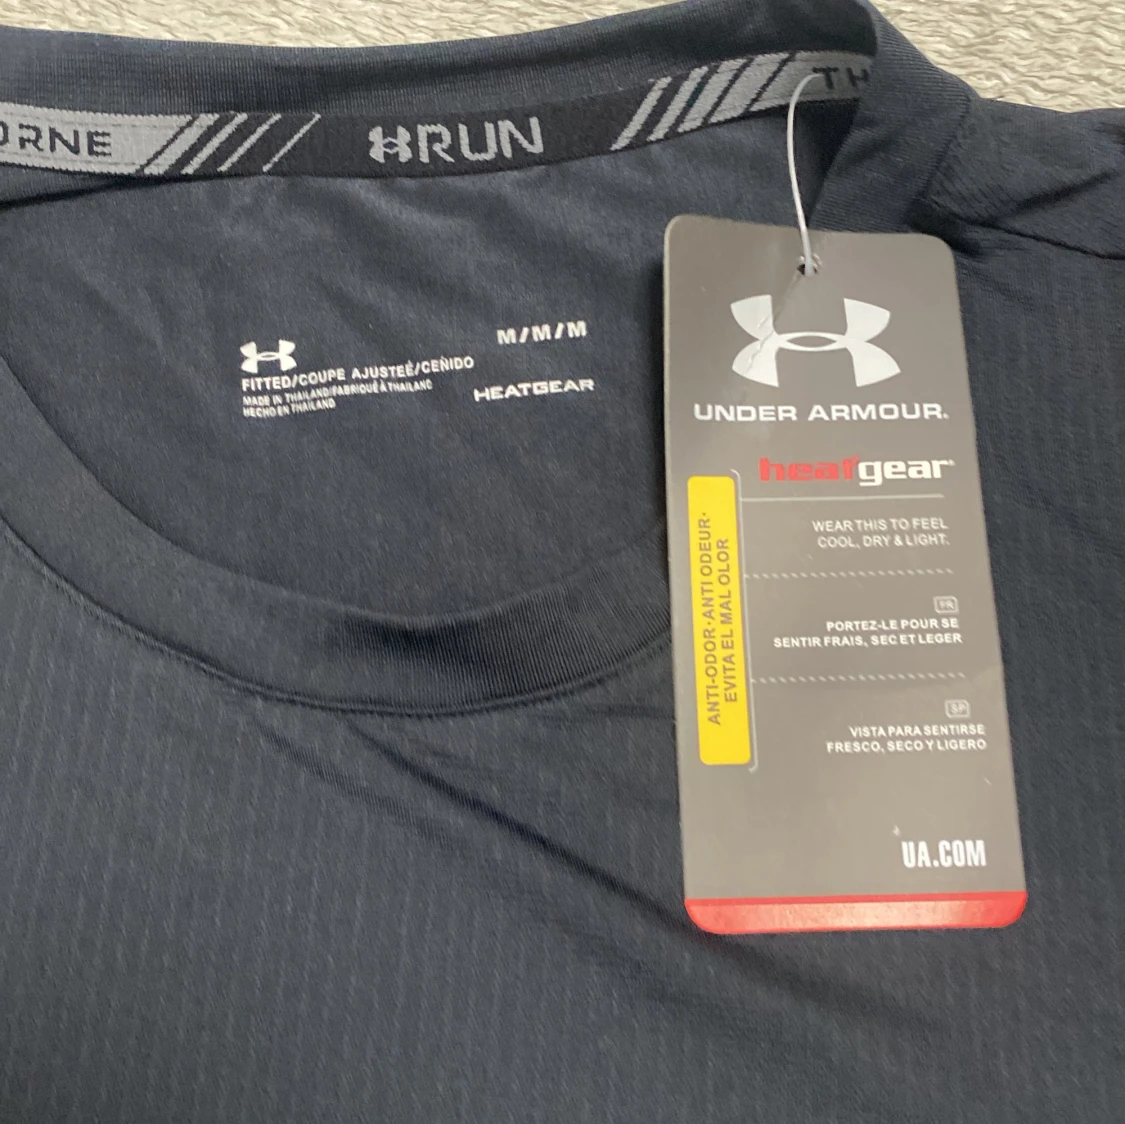 ORNE
RUN
TH
M/M/M
FITTED/COUPE AJUSTEÉ/CEÑIDO
MADE IN THAILAND/FABRIQUÉ À THAILAND
HECHO EN THAILAND
HEATGEAR
UNDER ARMOUR.
heatgear®
ANTI-ODOR·ANTI ODEUR·
EVITA EL MAL OLOR
WEAR THIS TO FEEL
COOL, DRY & LIGHT.
FR
PORTEZ-LE POUR SE
SENTIR FRAIS, SEC ET LEGER
SP
VISTA PARA SENTIRSE
FRESCO, SECO Y LIGERO
UA.COM